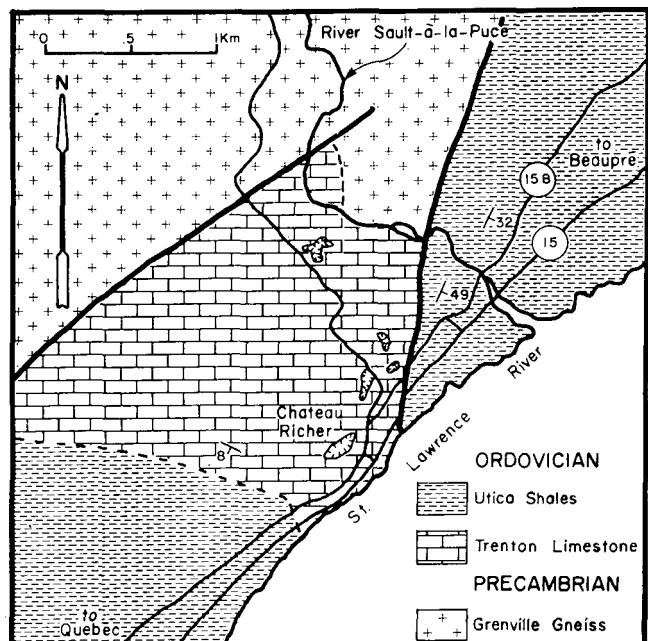 0 .5 1Km
River Sault-à-la-Puce
N
to
Beaupré
15B
15
32
49
River
Chateau
Richer
8
Lawrence
St.
to
Quebec
ORDOVICIAN
Utica Shales
Trenton Limestone
PRECAMBRIAN
Grenville Gneiss